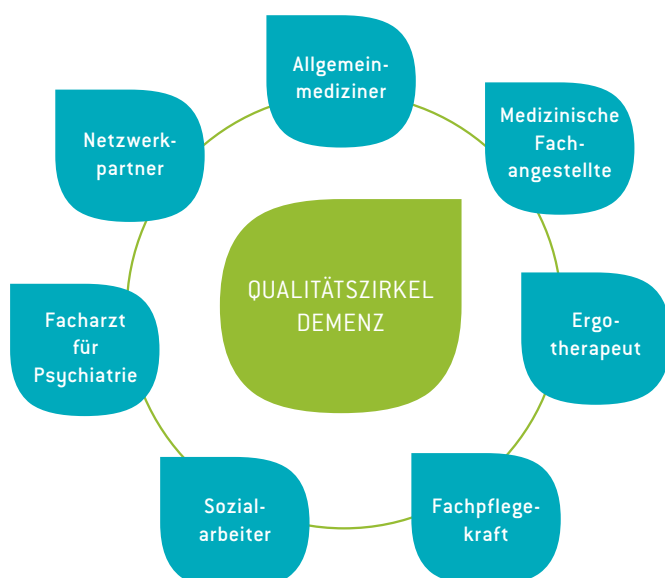 Allgemein-
mediziner
Medizinische
Fach-
angestellte
Netzwerk-
partner
QUALITÄTSZIRKEL
DEMENZ
Ergo-
therapeut
Facharzt
für
Psychiatrie
Fachpflege-
kraft
Sozial-
arbeiter